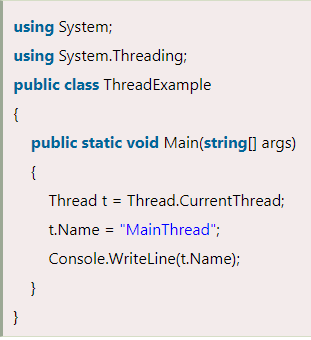 using System;
using System.Threading;
public class ThreadExample
{
    public static void Main(string[] args)
    {
        Thread t = Thread.CurrentThread;
        t.Name = "MainThread";
        Console.WriteLine(t.Name);
    }
}